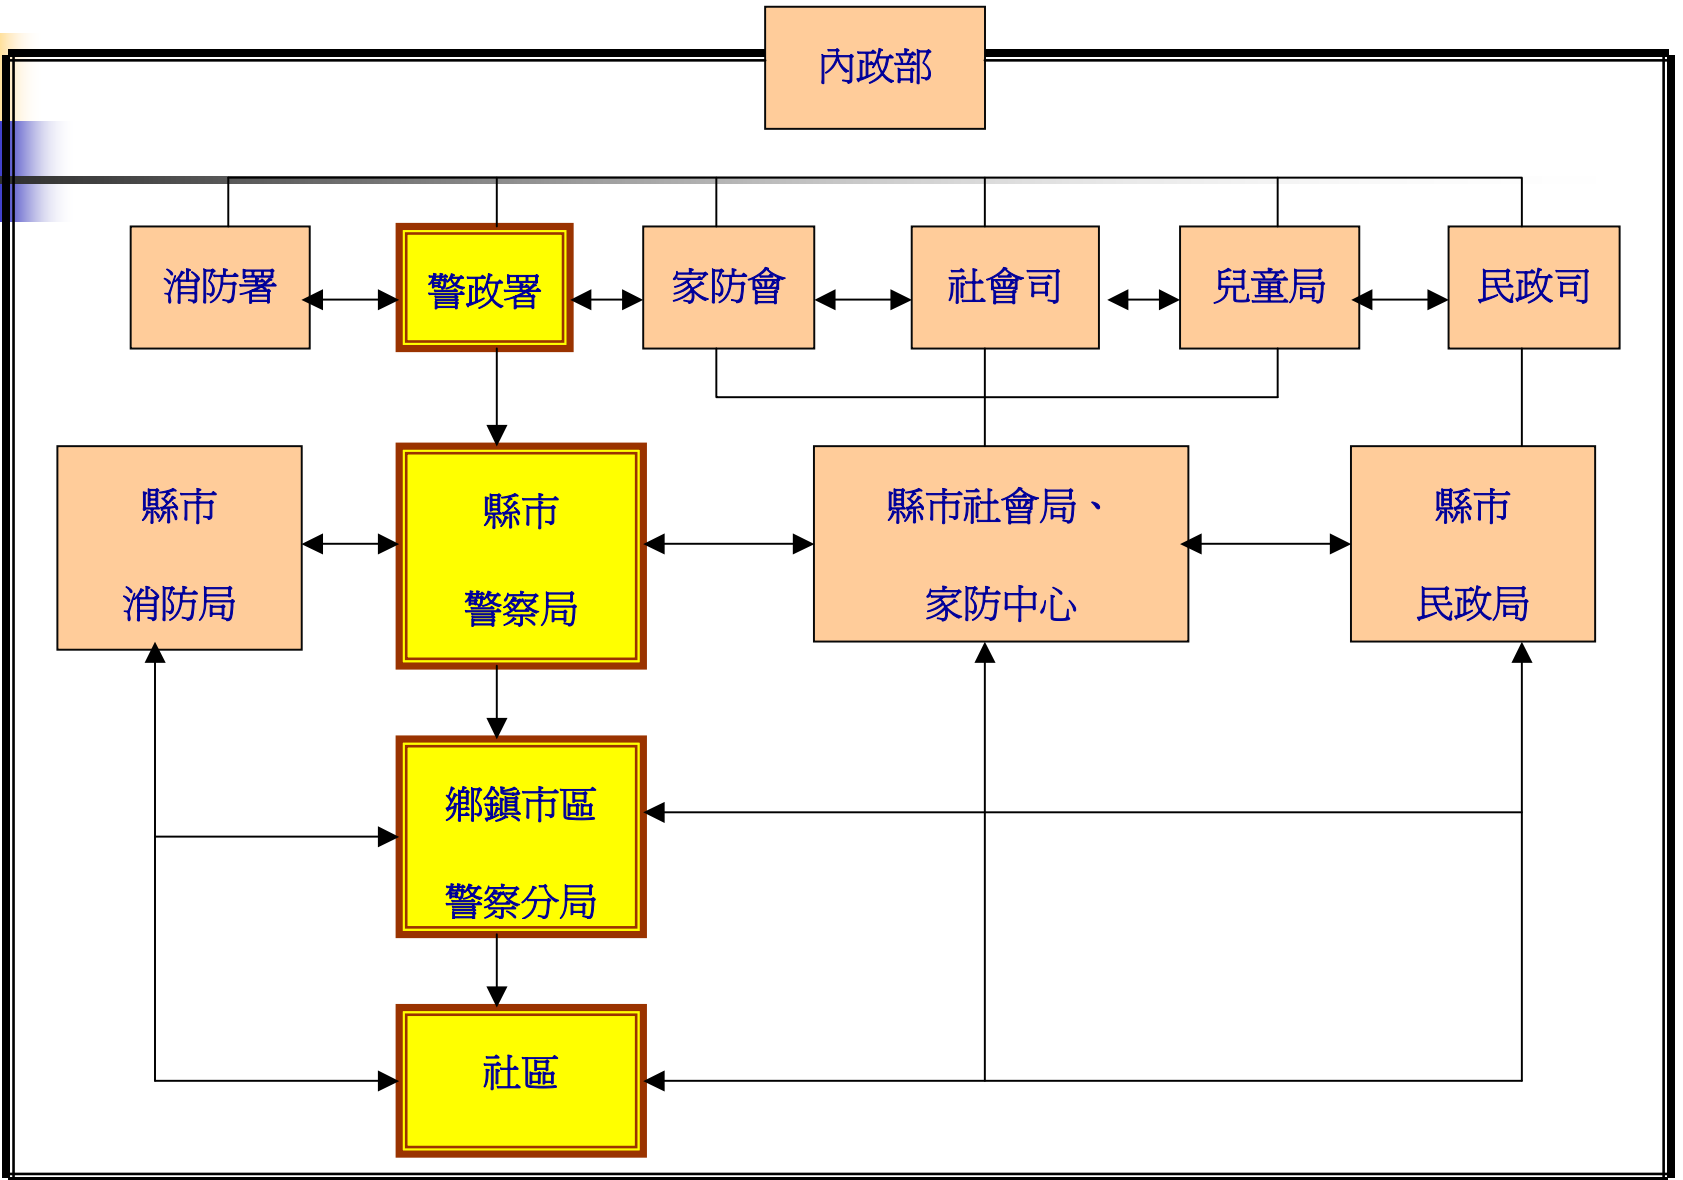 內政部
消防署
警政署
家防會
社會司
兒童局
民政司
縣市
消防局
縣市
警察局
縣市社會局、
家防中心
縣市
民政局
鄉鎮市區
警察分局
社區